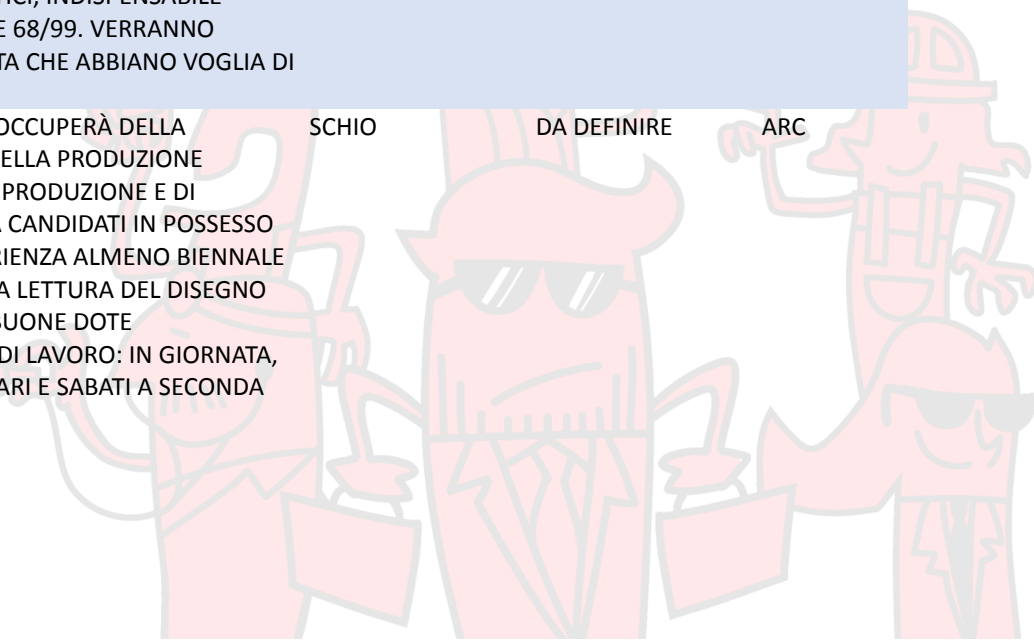 INDISPENSABILE
E 68/99. VERRANNO
TA CHE ABBIANO VOGLIA DI
OCCUPERÀ DELLA SCHIO DA DEFINIRE ARC
ELLA PRODUZIONE
PRODUZIONE E DI
A CANDIDATI IN POSSESSO
RIENZA ALMENO BIENNALE
A LETTURA DEL DISEGNO
BUONE DOTE
DI LAVORO: IN GIORNATA,
ARI E SABATI A SECONDA